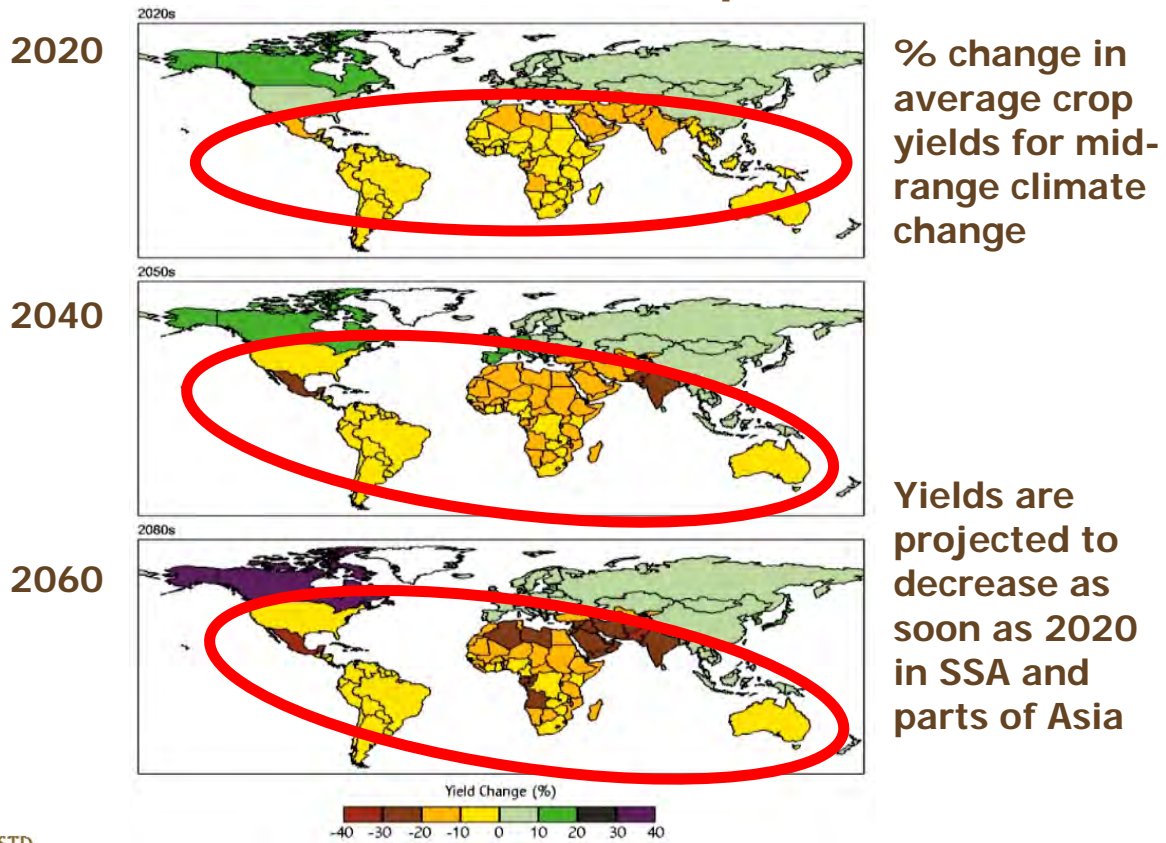 2020s
2020
% change in
average crop
yields for mid-
range climate
change
2050s
2040
2080s
2060
Yields are
projected to
decrease as
soon as 2020
in SSA and
parts of Asia
Yield Change (%)
-40 -30 -20 -10 0 10 20 30 40